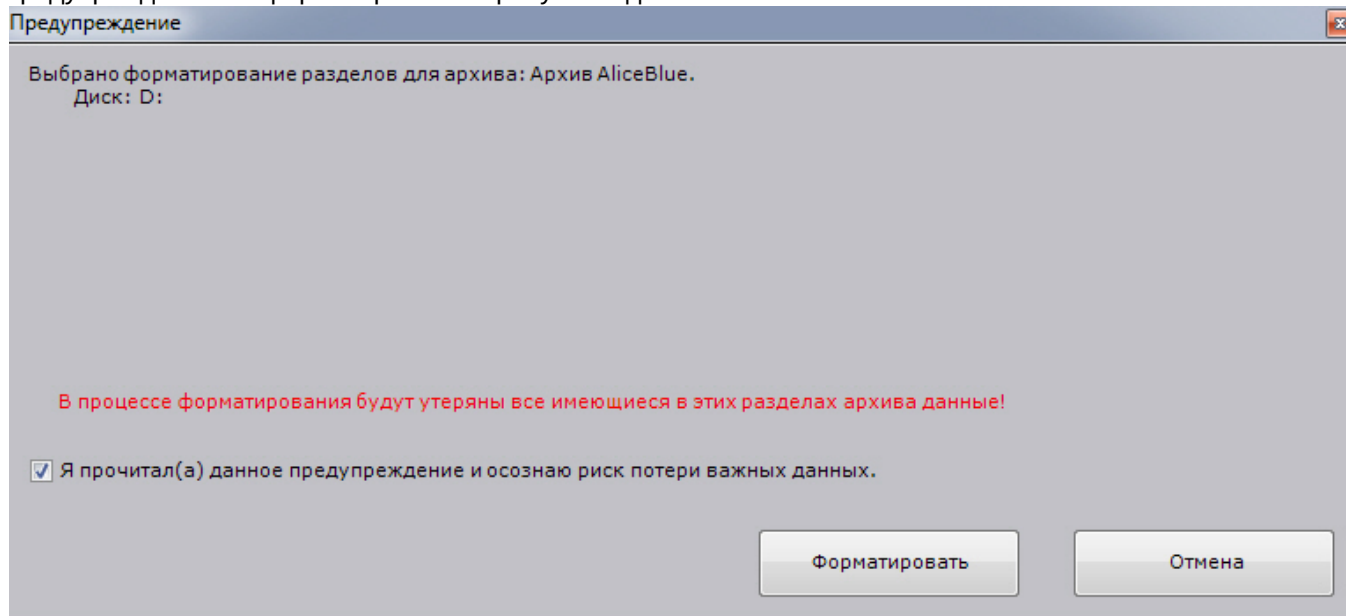 Предупреждение
Выбрано форматирование разделов для архива: Архив AliceBlue.
Диск: D:
В процессе форматирования будут утеряны все имеющиеся в этих разделах архива данные!
Я прочитал(а) данное предупреждение и осознаю риск потери важных данных.
Форматировать
Отмена